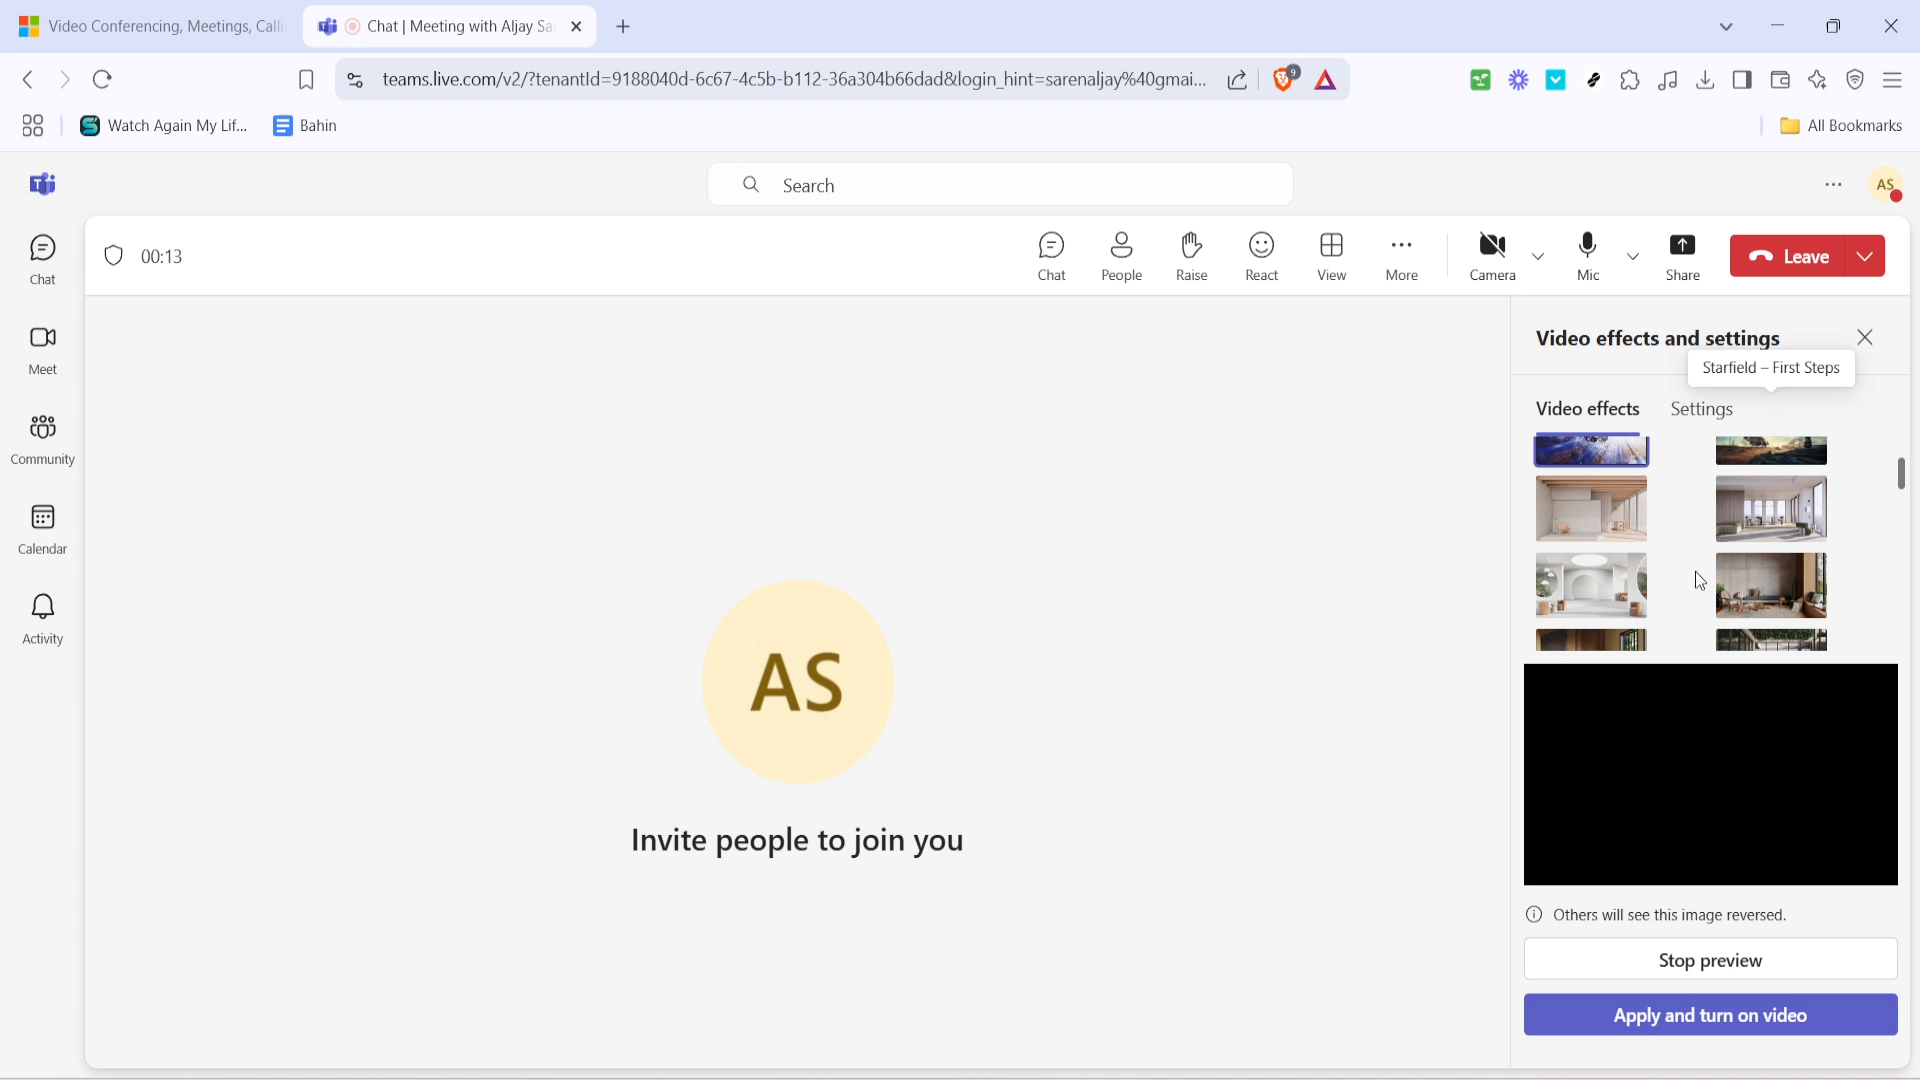 Video Conferencing, Meetings, Calli
Chat | Meeting with Aljay Sa
teams.live.com/v2/?tenantId=9188040d-6c67-4c5b-b112-36a304b66dad&login_hint=sarenaljay%40gmai...
9
Watch Again My Lif...
Bahin
All Bookmarks
Search
AS
00:13
Chat
People
Raise
React
View
More
Camera
Mic
Share
Leave
Chat
Meet
Community
Calendar
Activity
Video effects and settings
Starfield – First Steps
Video effects
Settings
AS
Invite people to join you
Others will see this image reversed.
Stop preview
Apply and turn on video